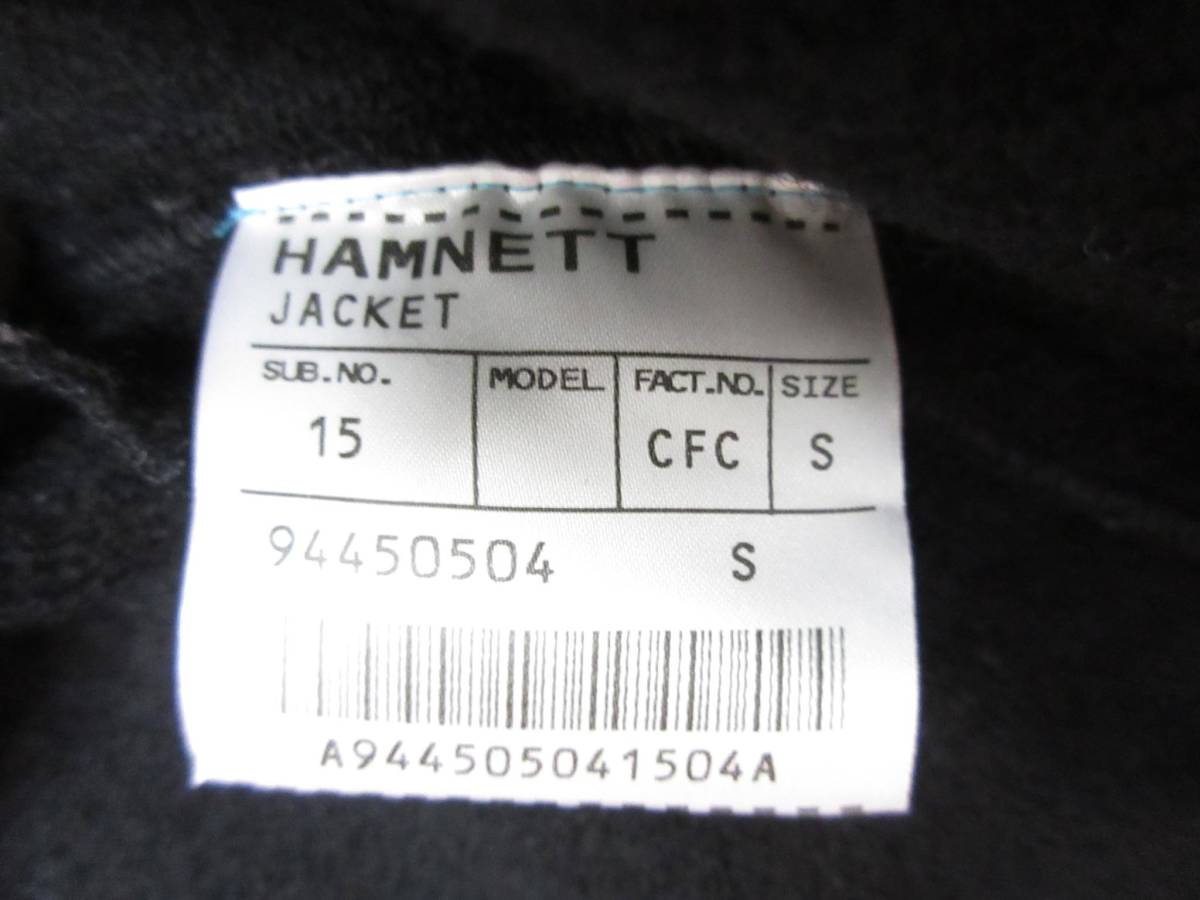 HAMNETT
JACKET
SUB.NO. MODEL FACT.NO. SIZE
15 CFC S
94450504 S
A944505041504A